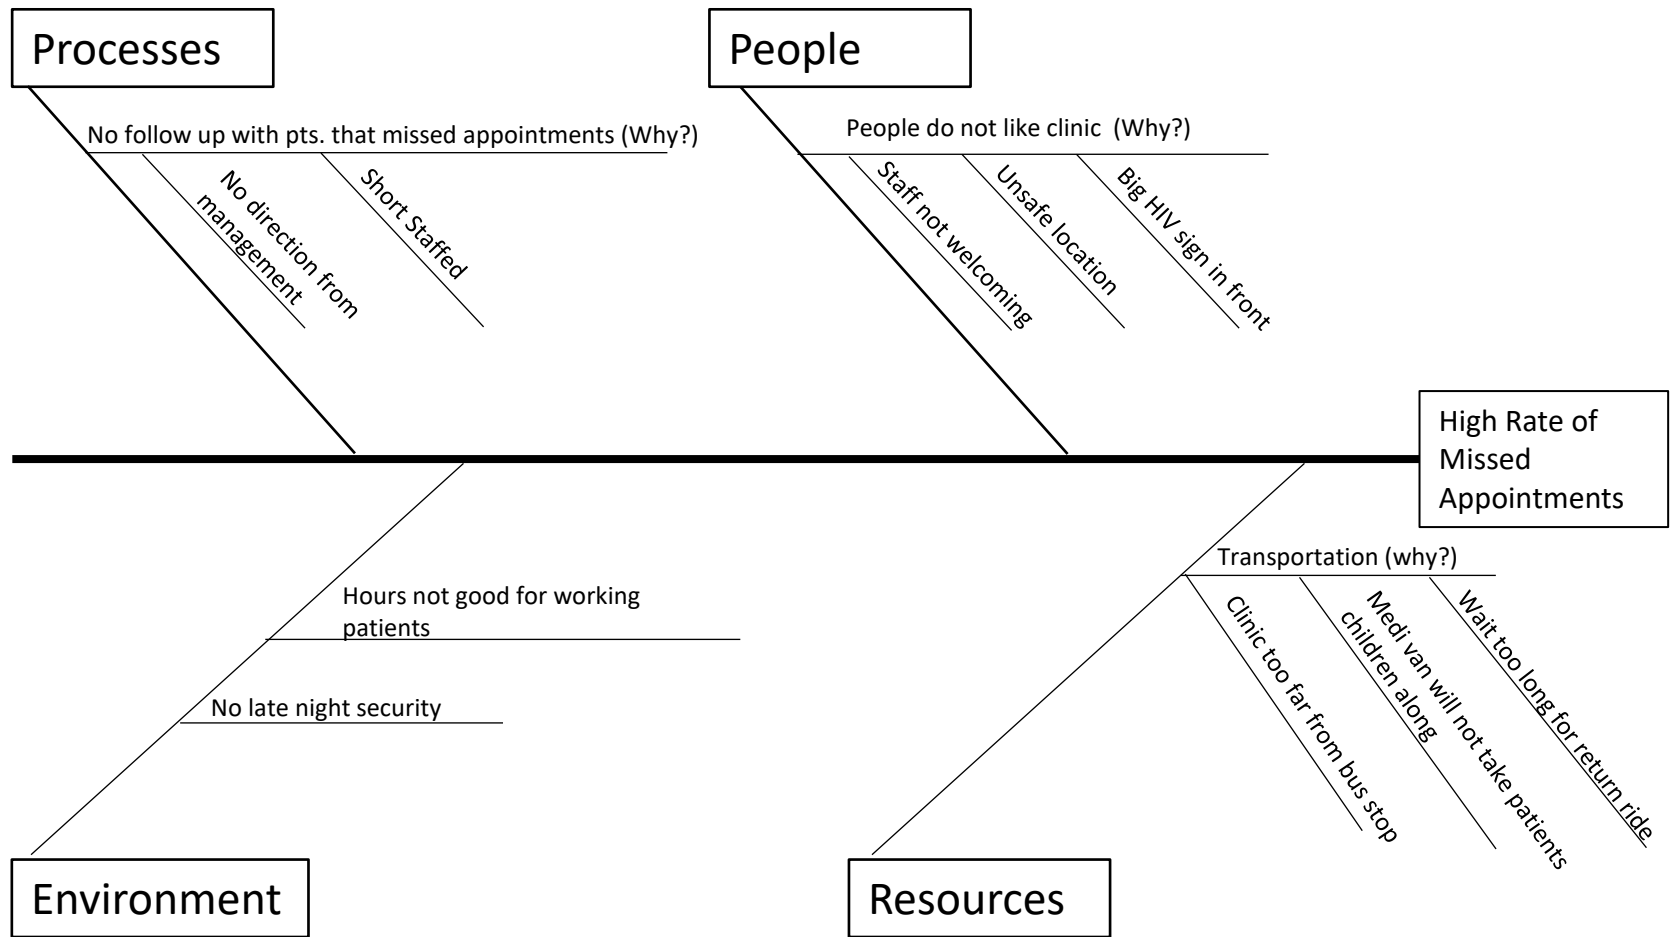 Processes
People
No follow up with pts. that missed appointments (Why?)
No direction from
management
Short Staffed
People do not like clinic  (Why?)
Staff not welcoming
Unsafe location
Big HIV sign in front
High Rate of
Missed
Appointments
Hours not good for working
patients
No late night security
Transportation (why?)
Clinic too far from bus stop
Medi van will not take patients
children along
Wait too long for return ride
Environment
Resources